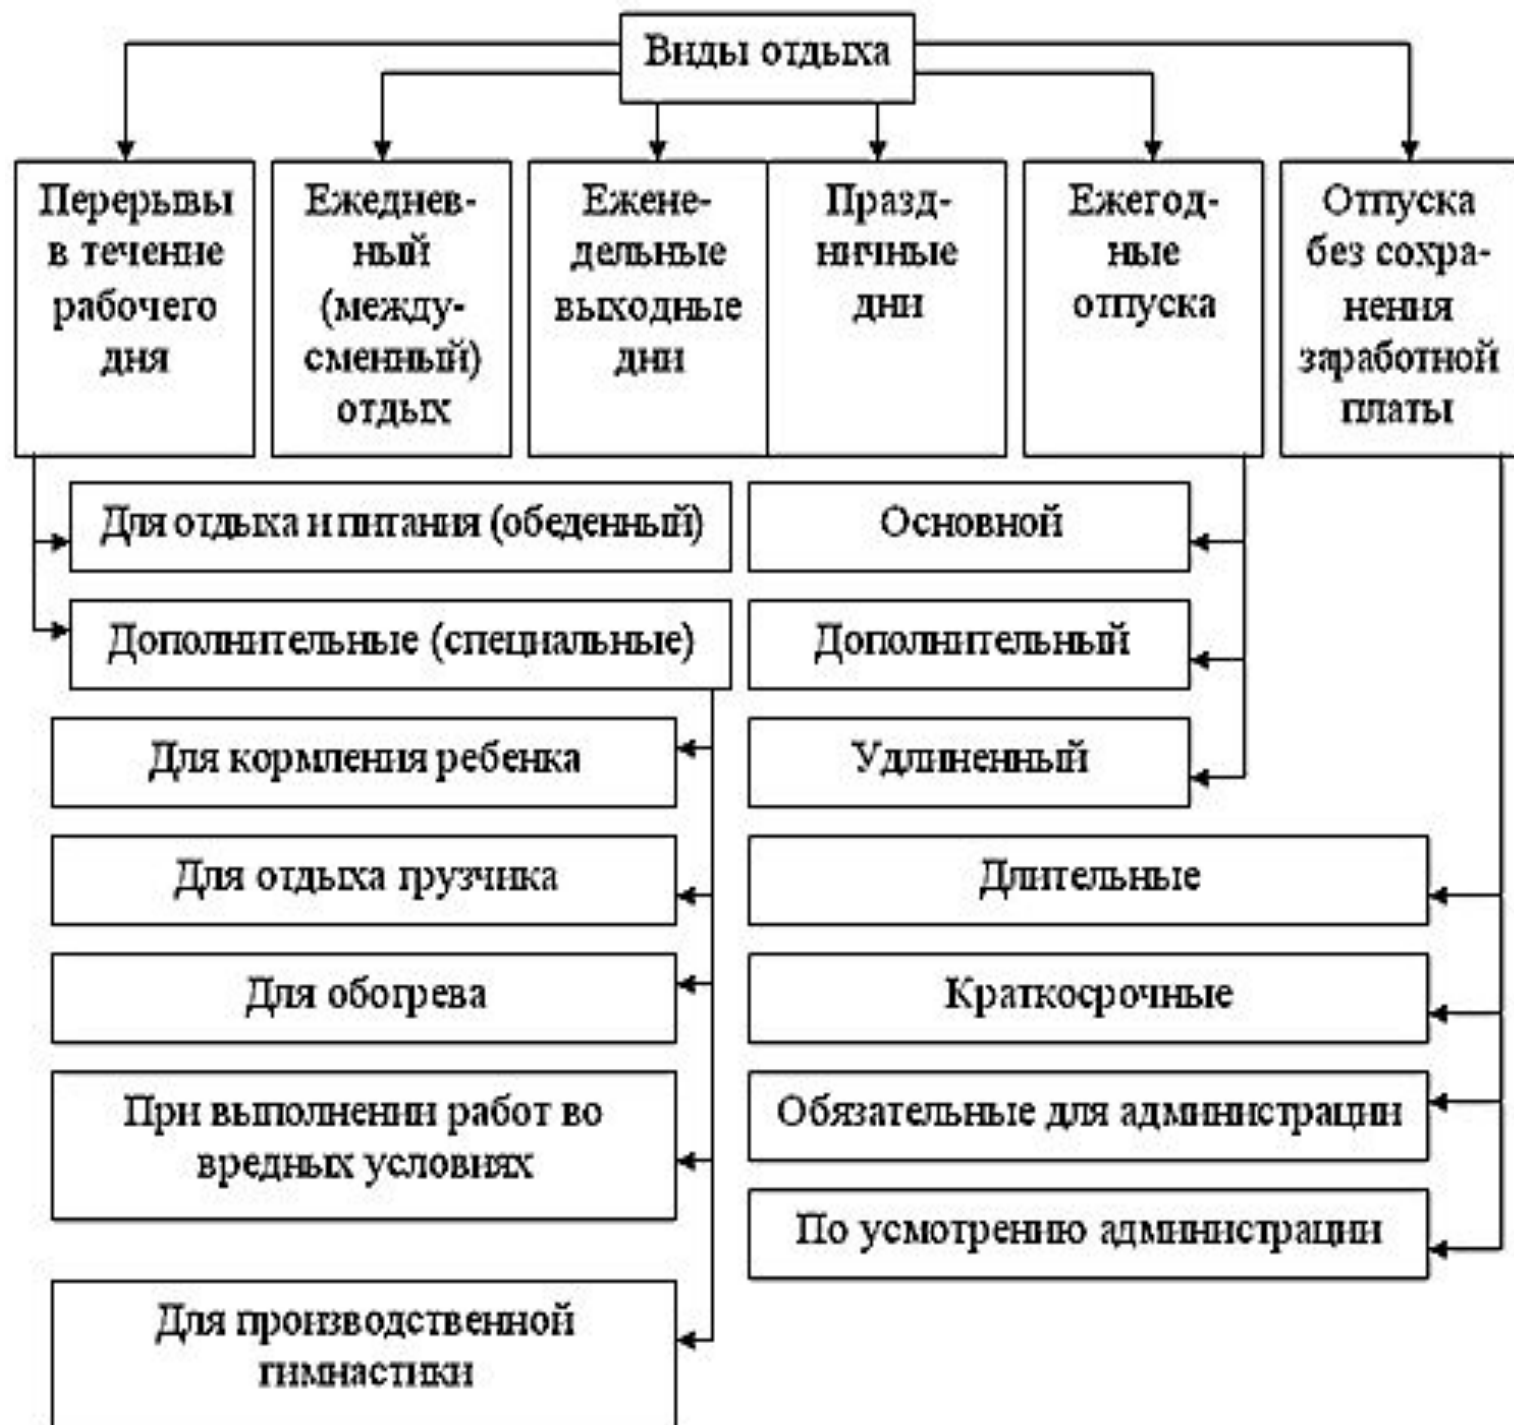 Виды отдыха
Перерывы
в течение
рабочего
дня
Ежеднев-
ный
(между-
сменный)
отдых
Ежене-
дельные
выходные
дни
Празд-
ничные
дни
Ежегод-
ные
отпуска
Отпуска
без сохра-
нения
заработной
платы
Для отдыха и питания (обеденный)
Дополнительные (специальные)
Для кормления ребенка
Для отдыха грузчика
Для обогрева
При выполнении работ во
вредных условиях
Для производственной
гимнастики
Основной
Дополнительный
Удлиненный
Длительные
Краткосрочные
Обязательные для администрации
По усмотрению администрации